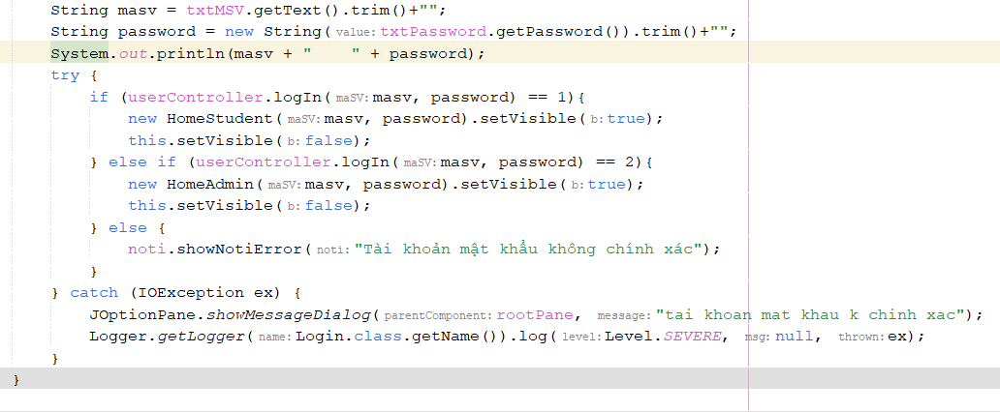 String masv = txtMSV.getText().trim()+"";
String password = new String(value:txtPassword.getPassword()).trim()+"";
System.out.println(masv + "    " + password);
try {
if (userController.logIn(maSV:masv, password) == 1){
new HomeStudent(maSV:masv, password).setVisible(b:true);
this.setVisible(b:false);
} else if (userController.logIn(maSV:masv, password) == 2){
new HomeAdmin(maSV:masv, password).setVisible(b:true);
this.setVisible(b:false);
} else {
noti.showNotiError(noti:"Tài khoản mật khẩu không chính xác");
}
} catch (IOException ex) {
JOptionPane.showMessageDialog(parentComponent:rootPane, message:"tai khoan mat khau k chinh xac");
Logger.getLogger(name:Login.class.getName()).log(level:Level.SEVERE, msg:null, thrown:ex);
}
}